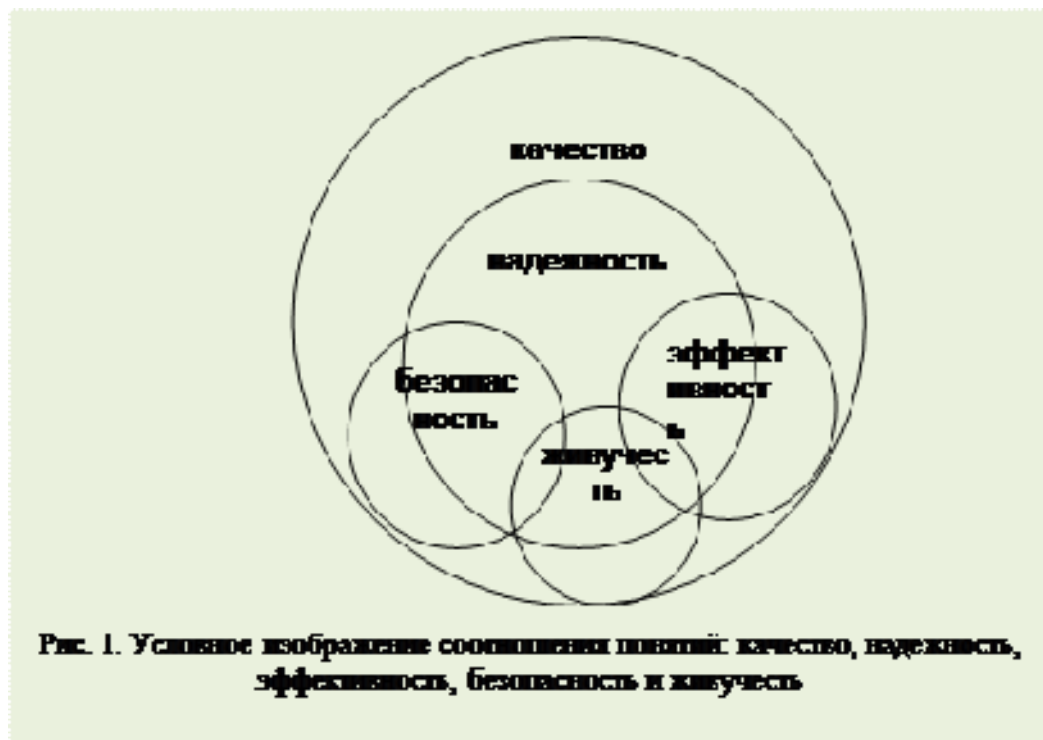 качество
надежность
безопас
ность
эффект
ивност
ь
живучес
ть
Рис. 1. Условное изображение соотношения понятий: качество, надежность,
эффективность, безопасность и живучесть